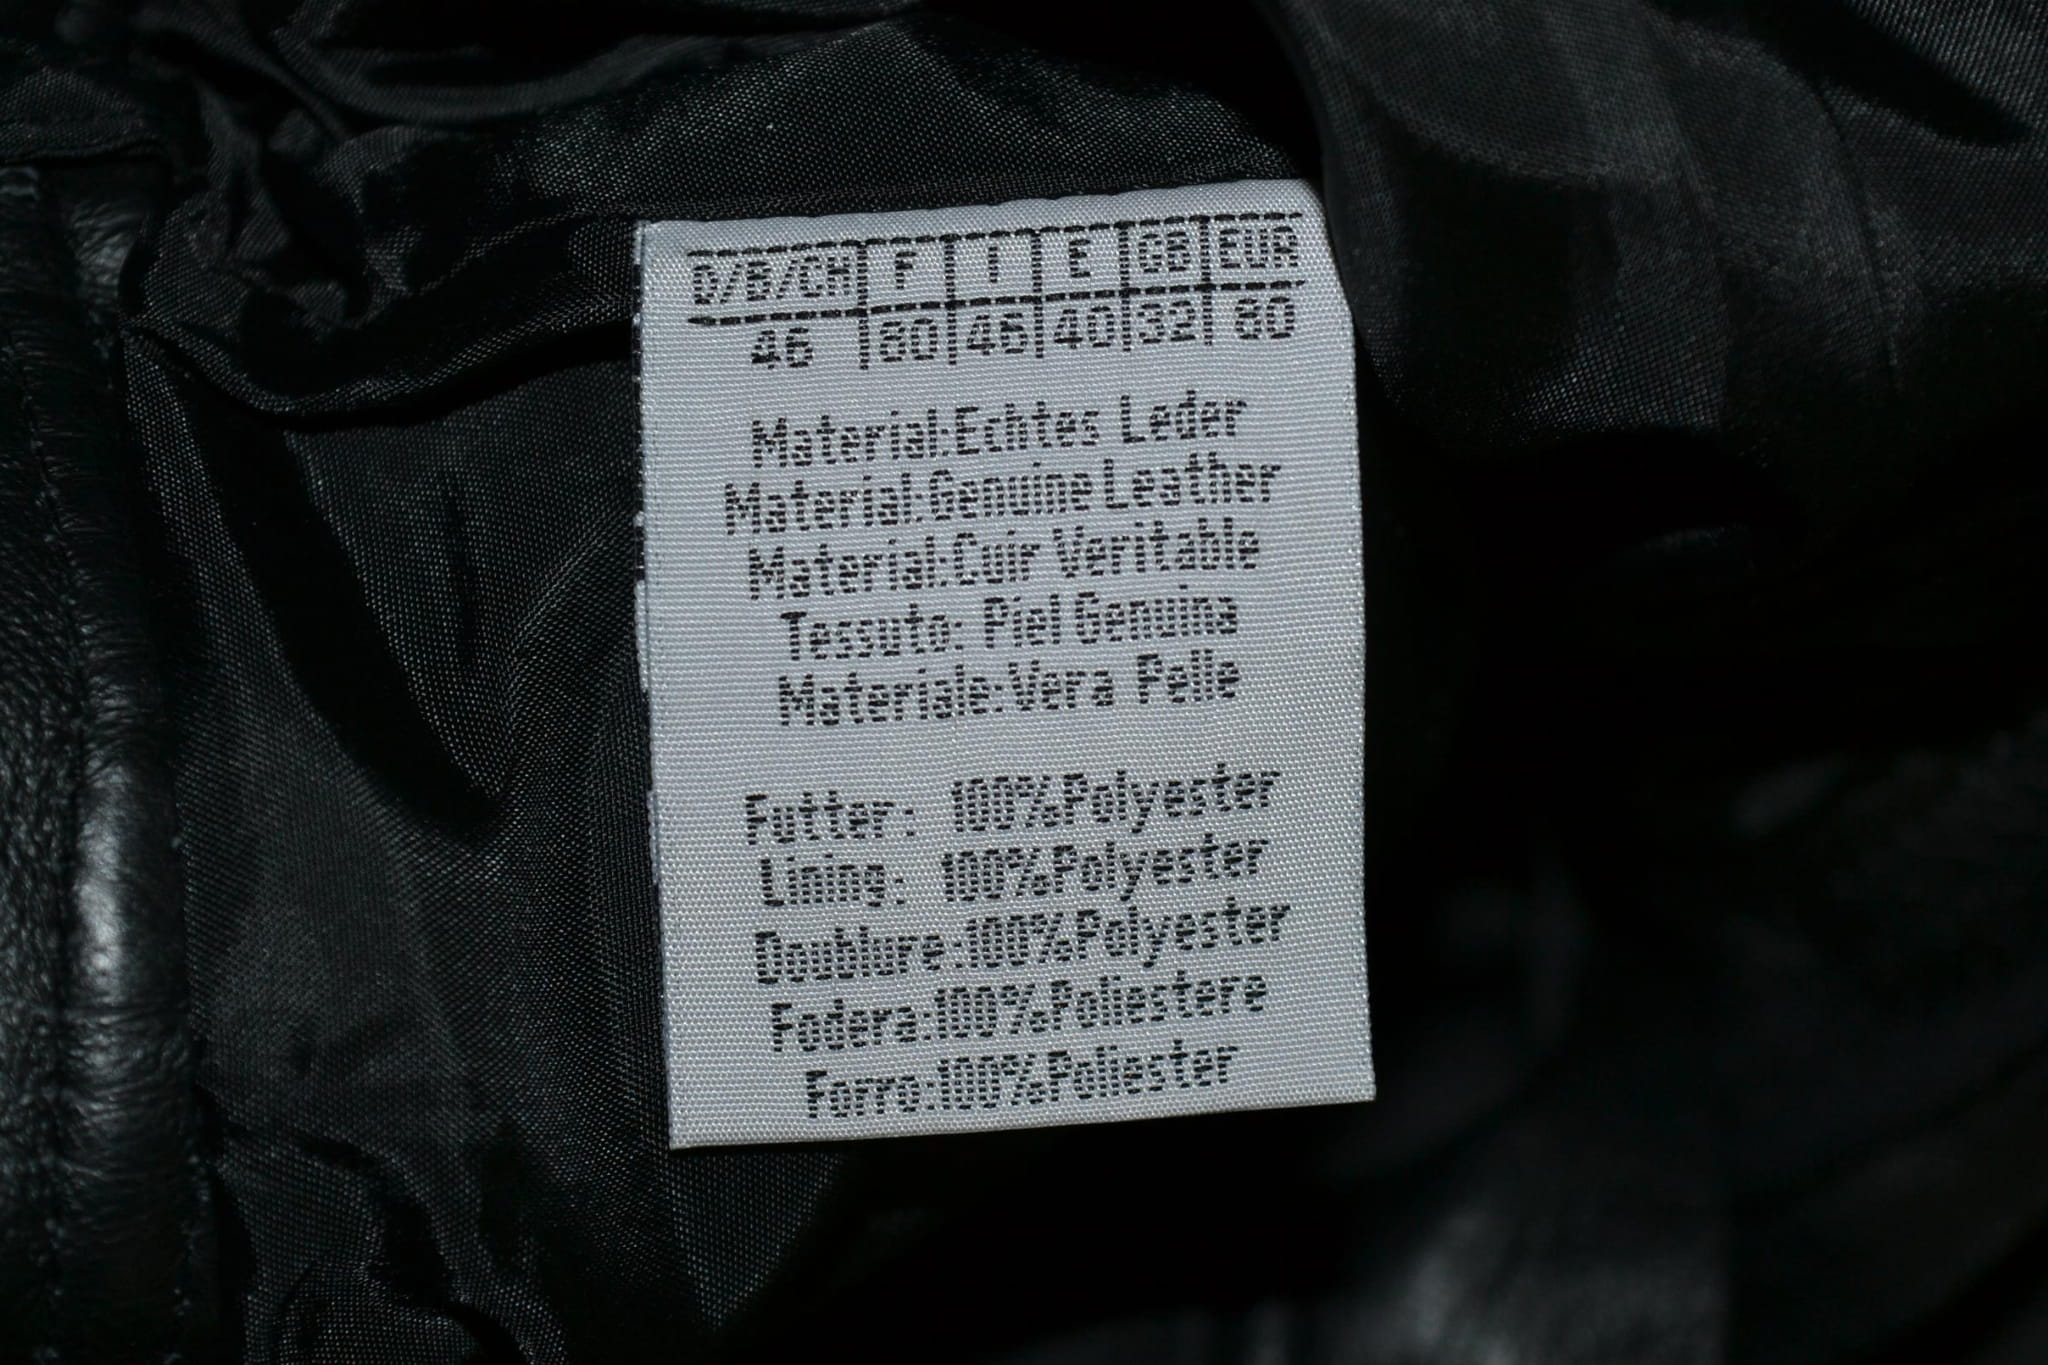 D/B/CH F I E GB EUR
46 80 46 40 32 80
Material:Echtes Leder
Material:Genuine Leather
Material:Cuir Veritable
Tessuto: Piel Genuina
Materiale:Vera Pelle
Futter: 100%Polyester
Lining: 100%Polyester
Doublure:100%Polyester
Fodera:100%Poliestere
Forro:100%Poliester